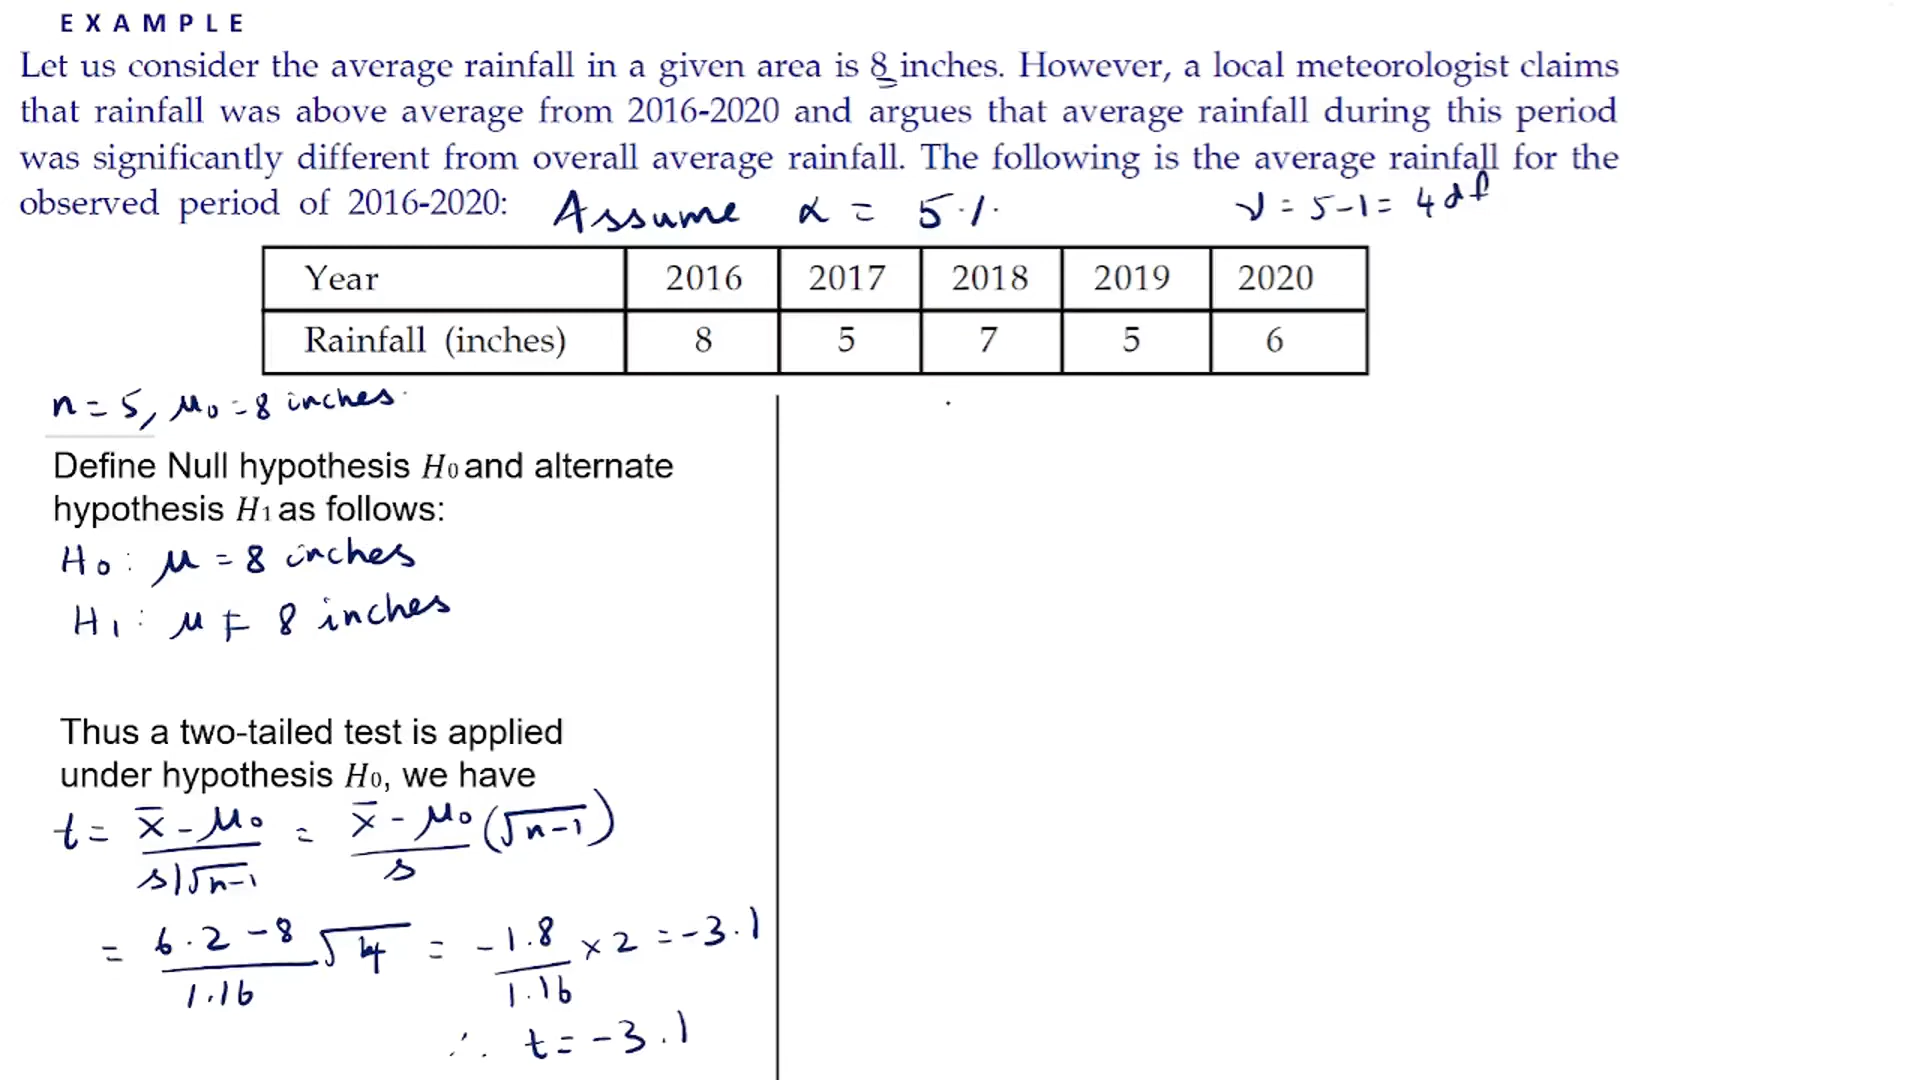 EXAMPLE
Let us consider the average rainfall in a given area is 8 inches. However, a local meteorologist claims
that rainfall was above average from 2016-2020 and argues that average rainfall during this period
was significantly different from overall average rainfall. The following is the average rainfall for the
observed period of 2016-2020: Assume α = 5·/. ν = 5-1 = 4 df
Year 2016 2017 2018 2019 2020
Rainfall (inches) 8 5 7 5 6
n = 5, μ₀ = 8 inches.
Define Null hypothesis H₀ and alternate
hypothesis H₁ as follows:
H₀ : μ = 8 inches
H₁ : μ ≠ 8 inches
Thus a two-tailed test is applied
under hypothesis H₀, we have
t = x̄ - μ₀ / s/√n-1 = x̄ - μ₀ / s (√n-1)
= 6.2 - 8 / 1.16 √4 = -1.8 / 1.16 × 2 = -3.1
∴ t = -3.1